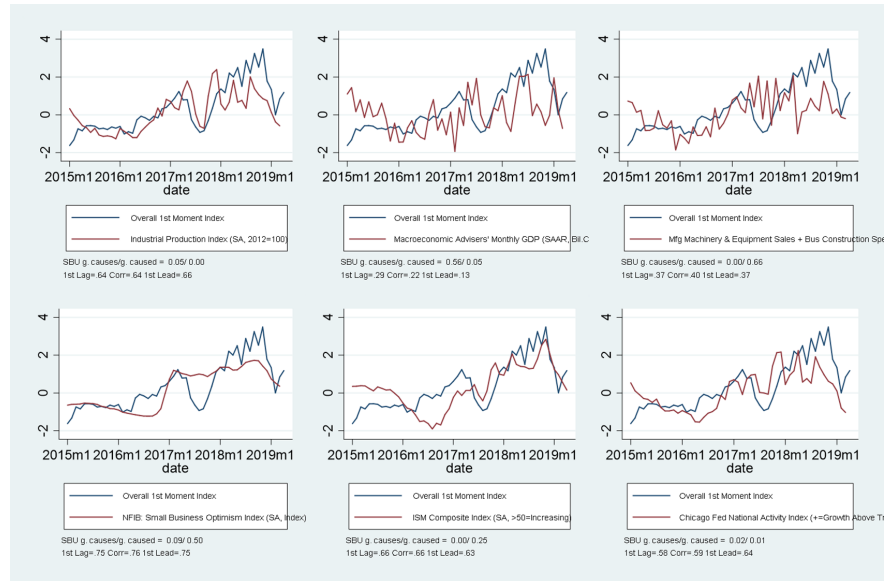 4
2
0
-2
2015m1 2016m1 2017m1 2018m1 2019m1
date
Overall 1st Moment Index
Industrial Production Index (SA, 2012=100)
SBU g. causes/g. caused = 0.05/ 0.00
1st Lag=.64 Corr=.64 1st Lead=.66
4
2
0
-2
2015m1 2016m1 2017m1 2018m1 2019m1
date
Overall 1st Moment Index
Macroeconomic Advisers' Monthly GDP (SAAR, Bil.C
SBU g. causes/g. caused = 0.56/ 0.05
1st Lag=.29 Corr=.22 1st Lead=.13
4
2
0
-2
2015m1 2016m1 2017m1 2018m1 2019m1
date
Overall 1st Moment Index
Mfg Machinery & Equipment Sales + Bus Construction Spe
SBU g. causes/g. caused = 0.00/ 0.66
1st Lag=.37 Corr=.40 1st Lead=.37
4
2
0
-2
2015m1 2016m1 2017m1 2018m1 2019m1
date
Overall 1st Moment Index
NFIB: Small Business Optimism Index (SA, Index)
SBU g. causes/g. caused = 0.09/ 0.50
1st Lag=.75 Corr=.76 1st Lead=.75
4
2
0
-2
2015m1 2016m1 2017m1 2018m1 2019m1
date
Overall 1st Moment Index
ISM Composite Index (SA, >50=Increasing)
SBU g. causes/g. caused = 0.00/ 0.25
1st Lag=.66 Corr=.66 1st Lead=.63
4
2
0
-2
2015m1 2016m1 2017m1 2018m1 2019m1
date
Overall 1st Moment Index
Chicago Fed National Activity Index (+=Growth Above Tr
SBU g. causes/g. caused = 0.02/ 0.01
1st Lag=.58 Corr=.59 1st Lead=.64